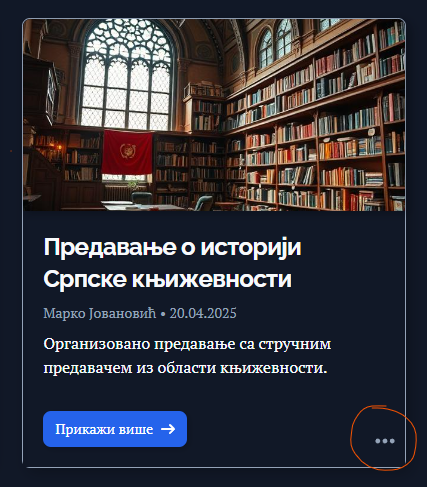 Предавање о историји
Српске књижевности
Марко Јовановић • 20.04.2025
Организовано предавање са стручним
предавачем из области књижевности.
Прикажи више →